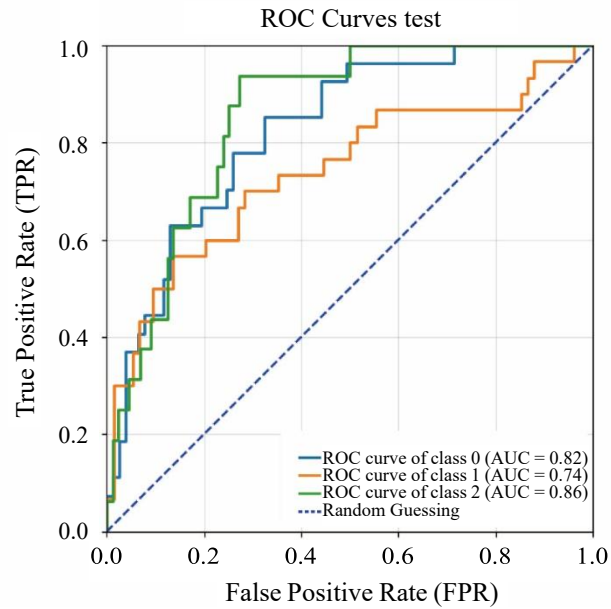 ROC Curves test
1.0
0.8
0.6
0.4
0.2
0.0
True Positive Rate (TPR)
ROC curve of class 0 (AUC = 0.82)
ROC curve of class 1 (AUC = 0.74)
ROC curve of class 2 (AUC = 0.86)
Random Guessing
0.0 0.2 0.4 0.6 0.8 1.0
False Positive Rate (FPR)